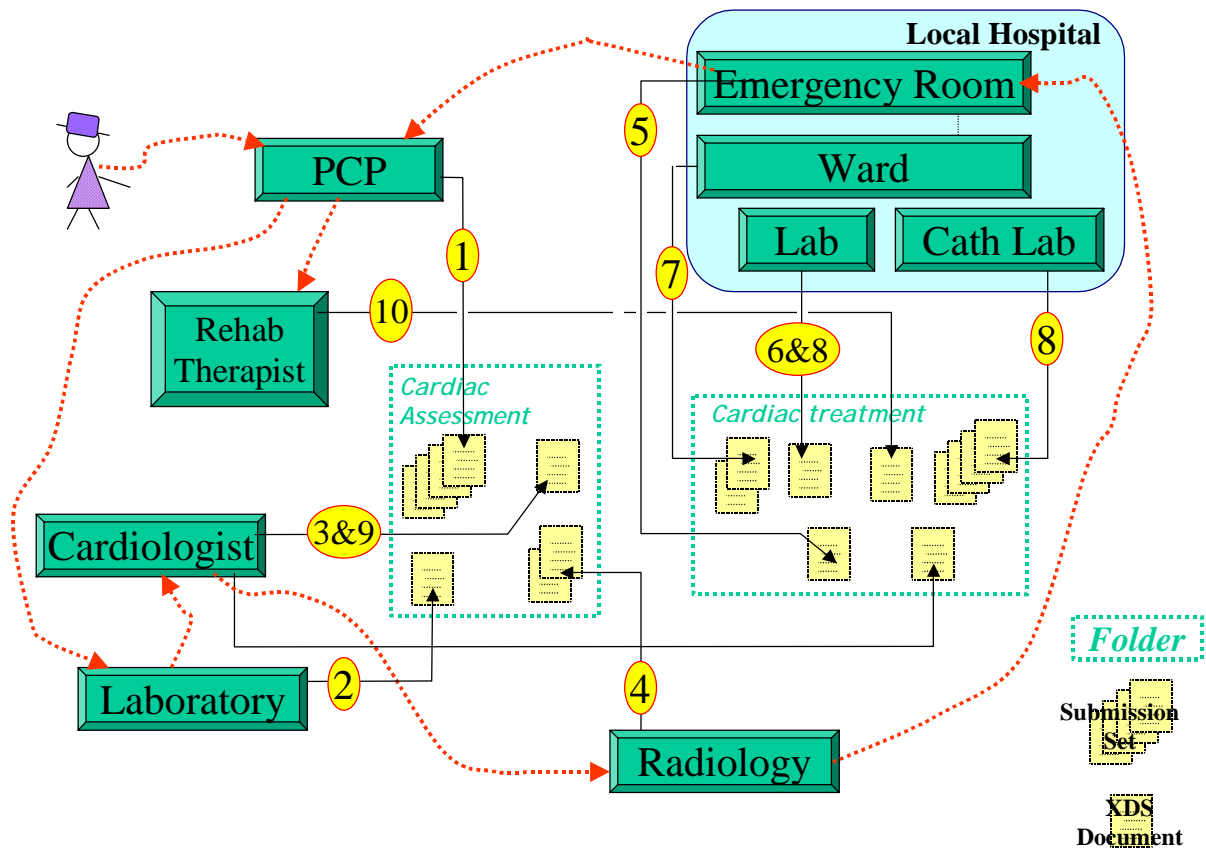 Local Hospital
Emergency Room
5
PCP
Ward
1
Lab
Cath Lab
7
10
Rehab
Therapist
6&8
8
Cardiac
Assessment
Cardiac treatment
Cardiologist
3&9
Folder
Laboratory
2
4
Submission
Set
Radiology
XDS
Document